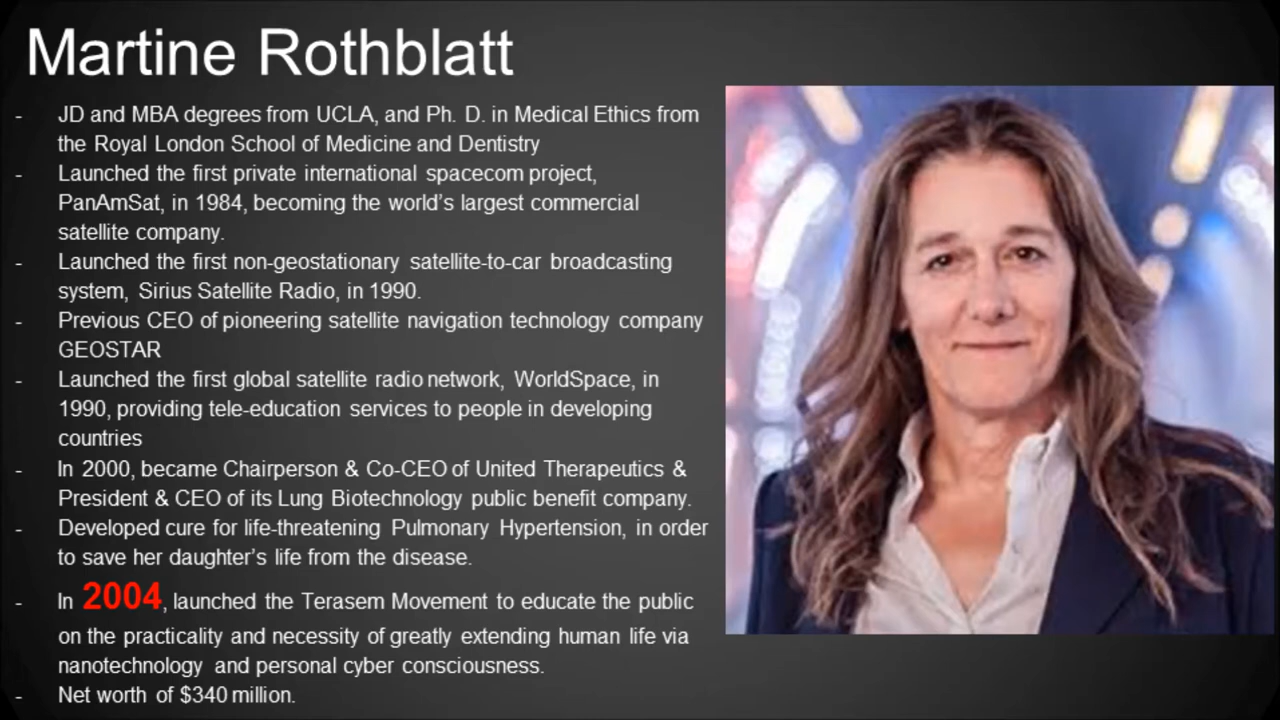 Martine Rothblatt
- JD and MBA degrees from UCLA, and Ph. D. in Medical Ethics from
the Royal London School of Medicine and Dentistry
- Launched the first private international spacecom project,
PanAmSat, in 1984, becoming the world's largest commercial
satellite company.
- Launched the first non-geostationary satellite-to-car broadcasting
system, Sirius Satellite Radio, in 1990.
- Previous CEO of pioneering satellite navigation technology company
GEOSTAR
- Launched the first global satellite radio network, WorldSpace, in
1990, providing tele-education services to people in developing
countries
- In 2000, became Chairperson & Co-CEO of United Therapeutics &
President & CEO of its Lung Biotechnology public benefit company.
- Developed cure for life-threatening Pulmonary Hypertension, in order
to save her daughter's life from the disease.
- In 2004, launched the Terasem Movement to educate the public
on the practicality and necessity of greatly extending human life via
nanotechnology and personal cyber consciousness.
- Net worth of $340 million.